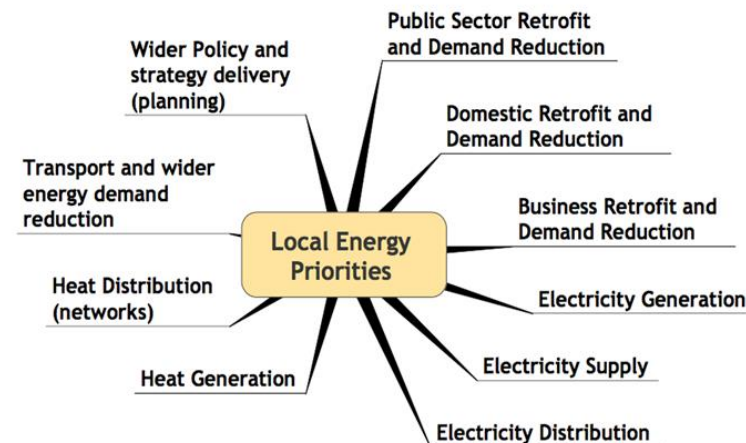 Public Sector Retrofit
and Demand Reduction
Wider Policy and
strategy delivery
(planning)
Domestic Retrofit and
Demand Reduction
Transport and wider
energy demand
reduction
Business Retrofit and
Demand Reduction
Local Energy
Priorities
Heat Distribution
(networks)
Electricity Generation
Electricity Supply
Heat Generation
Electricity Distribution